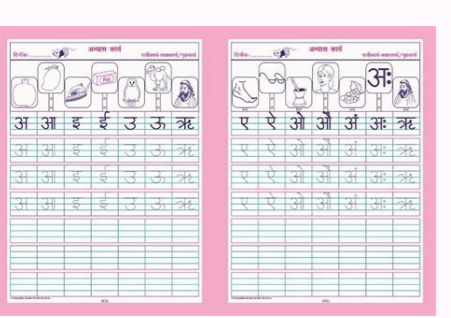 अभ्यास कार्य
अ आ इ ई उ ऊ ऋ
अ आ इ ई उ ऊ ऋ
अ आ इ ई उ ऊ ऋ
अ आ इ ई उ ऊ ऋ
अभ्यास कार्य
अः
ए ऐ ओ औ अं अः ऋ
ए ऐ ओ औ अं अः ऋ
ए ऐ ओ औ अं अः ऋ
ए ऐ ओ औ अं अः ऋ